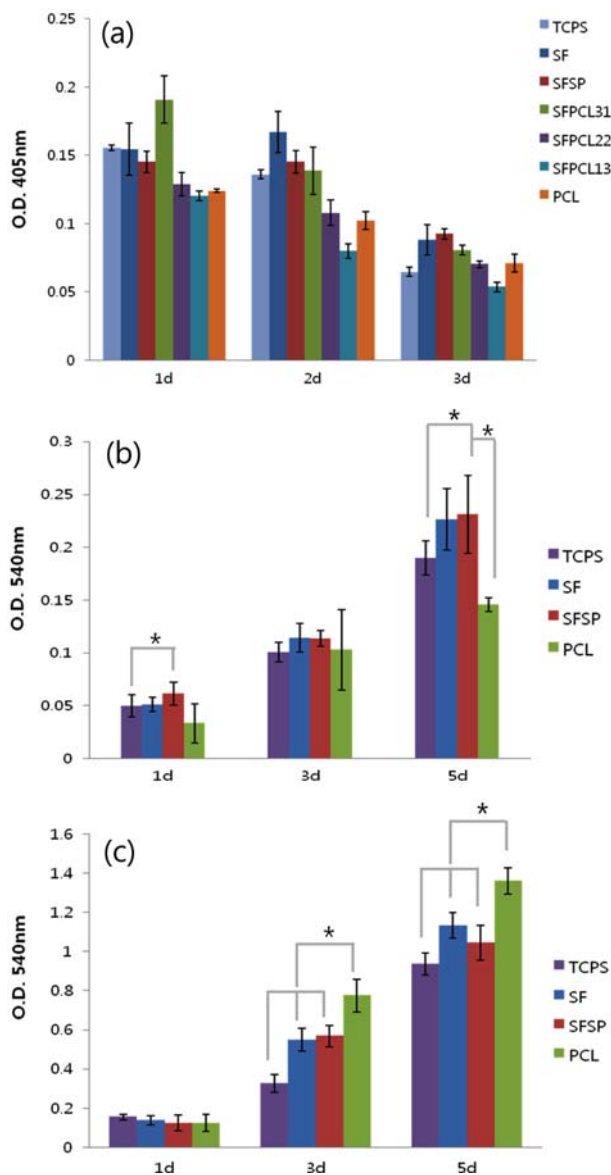 (a)
O.D. 405nm
0.25
0.2
0.15
0.1
0.05
0
1d 2d 3d
TCPS
SF
SFSP
SFPCL31
SFPCL22
SFPCL13
PCL
(b)
O.D. 540nm
0.3
0.25
0.2
0.15
0.1
0.05
0
* * *
1d 3d 5d
TCPS
SF
SFSP
PCL
(c)
O.D. 540nm
1.6
1.4
1.2
1
0.8
0.6
0.4
0.2
0
* *
1d 3d 5d
TCPS
SF
SFSP
PCL